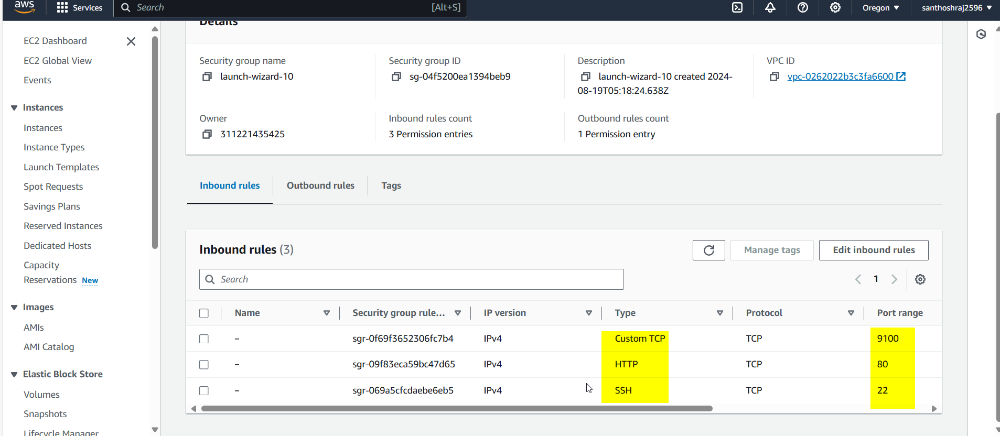 aws
Services
Search
[Alt+S]
Oregon
santhoshraj2596
EC2 Dashboard
EC2 Global View
Events
Instances
Instances
Instance Types
Launch Templates
Spot Requests
Savings Plans
Reserved Instances
Dedicated Hosts
Capacity
Reservations New
Images
AMIs
AMI Catalog
Elastic Block Store
Volumes
Snapshots
Lifecycle Manager
Details
Security group name
launch-wizard-10
Security group ID
sg-04f5200ea1394beb9
Description
launch-wizard-10 created 2024-
08-19T05:18:24.638Z
VPC ID
vpc-0262022b3c3fa6600
Owner
311221435425
Inbound rules count
3 Permission entries
Outbound rules count
1 Permission entry
Inbound rules
Outbound rules
Tags
Inbound rules (3)
Manage tags
Edit inbound rules
Search
1
Name Security group rule... IP version Type Protocol Port range
– sgr-0f69f3652306fc7b4 IPv4 Custom TCP TCP 9100
– sgr-09f83eca59bc47d65 IPv4 HTTP TCP 80
– sgr-069a5cfcdaebe6eb5 IPv4 SSH TCP 22